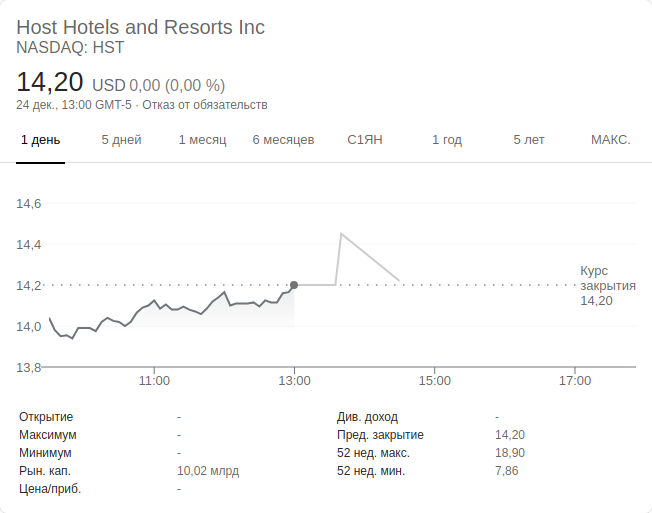 Host Hotels and Resorts Inc
NASDAQ: HST
14,20 USD 0,00 (0,00 %)
24 дек., 13:00 GMT-5 · Отказ от обязательств
1 день 5 дней 1 месяц 6 месяцев С1ЯН 1 год 5 лет МАКС.
14,6
14,4
14,2
14,0
13,8
Курс
закрытия
14,20
11:00 13:00 15:00 17:00
Открытие -
Максимум -
Минимум -
Рын. кап. 10,02 млрд
Цена/приб. -
Див. доход -
Пред. закрытие 14,20
52 нед. макс. 18,90
52 нед. мин. 7,86